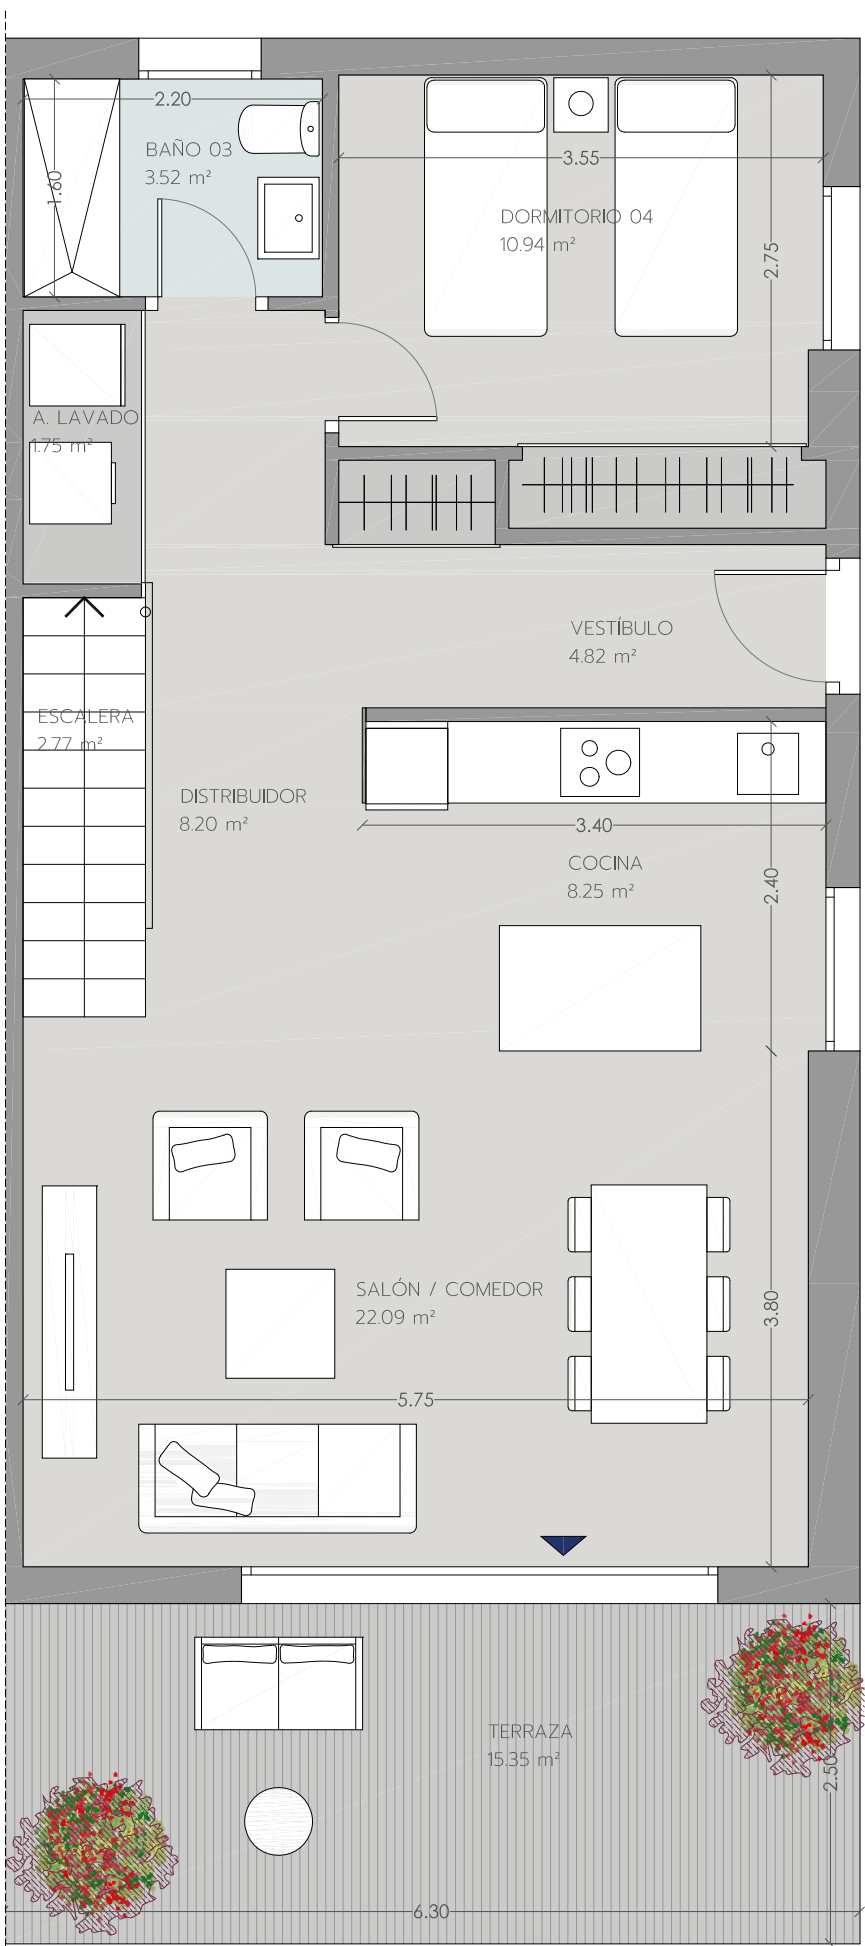 2.20
BAÑO 03
3.52 m²
1.60
3.55
DORMITORIO 04
10.94 m²
2.75
A. LAVADO
1.75 m²
VESTÍBULO
4.82 m²
ESCALERA
2.77 m²
DISTRIBUIDOR
8.20 m²
3.40
COCINA
8.25 m²
2.40
SALÓN / COMEDOR
22.09 m²
3.80
5.75
TERRAZA
15.35 m²
2.50
6.30